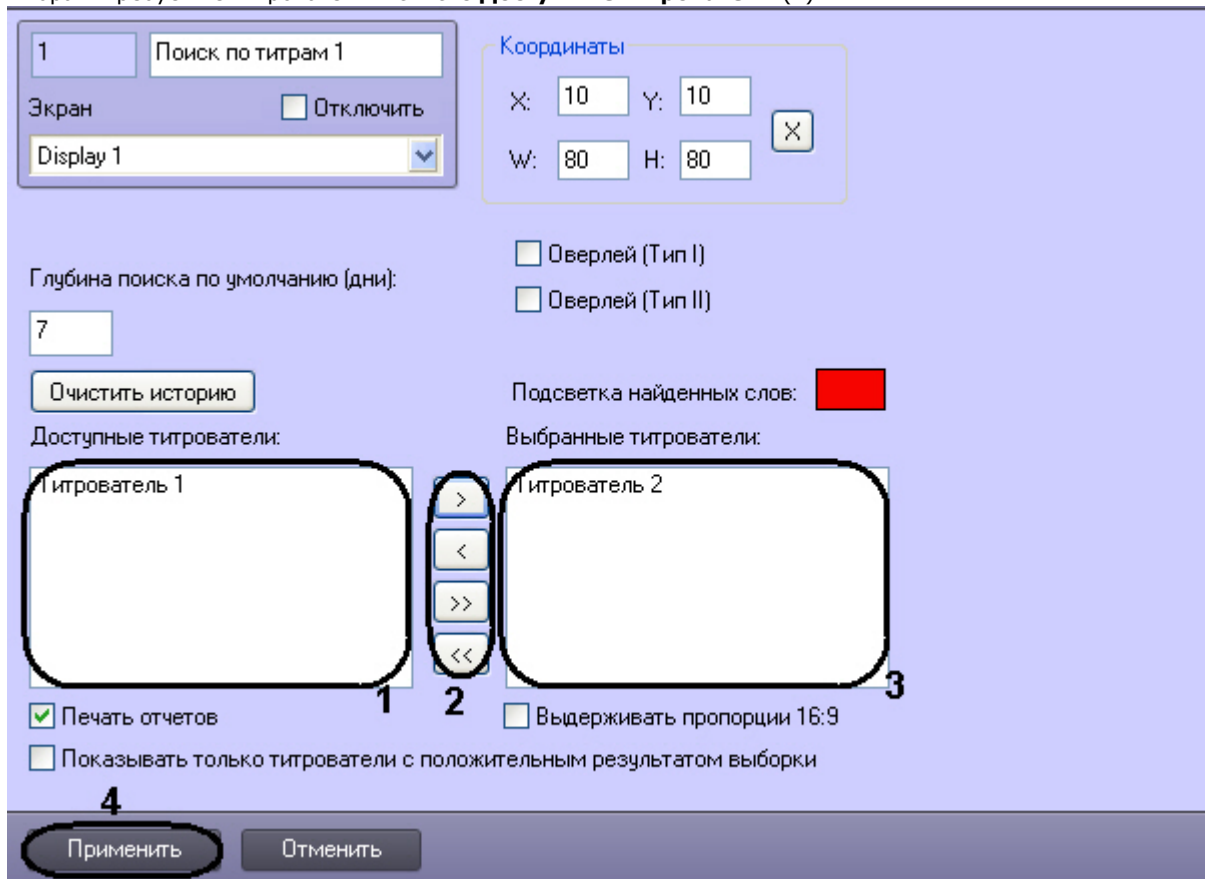 1
Поиск по титрам 1
Экран
Отключить
Display 1
Координаты
X: 10 Y: 10
X
W: 80 H: 80
Оверлей (Тип I)
Оверлей (Тип II)
Глубина поиска по умолчанию (дни):
7
Очистить историю
Подсветка найденных слов:
Доступные титрователи:
Выбранные титрователи:
Титрователь 1
>
<
>>
<<
Титрователь 2
1
2
3
Печать отчетов
Выдерживать пропорции 16:9
Показывать только титрователи с положительным результатом выборки
4
Применить
Отменить